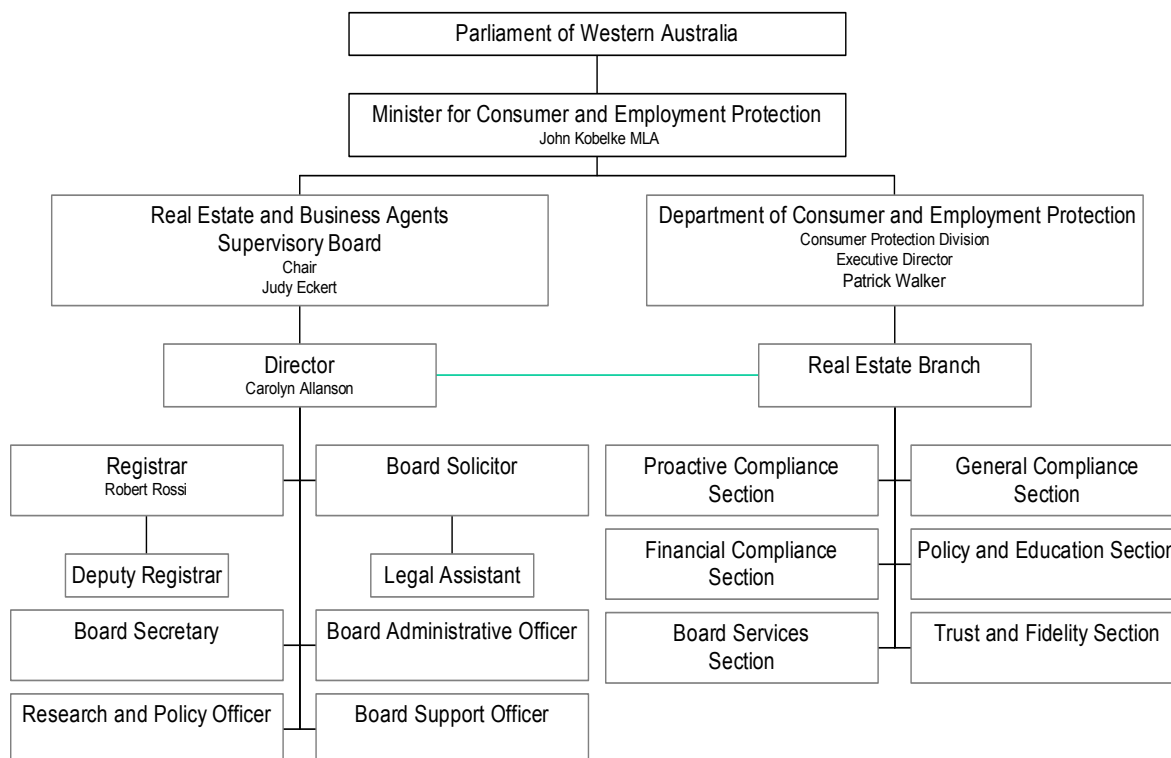 Parliament of Western Australia
Minister for Consumer and Employment Protection
John Kobelke MLA
Real Estate and Business Agents
Supervisory Board
Chair
Judy Eckert
Department of Consumer and Employment Protection
Consumer Protection Division
Executive Director
Patrick Walker
Director
Carolyn Allanson
Real Estate Branch
Registrar
Robert Rossi
Board Solicitor
Proactive Compliance
Section
General Compliance
Section
Deputy Registrar
Legal Assistant
Financial Compliance
Section
Policy and Education Section
Board Secretary
Board Administrative Officer
Board Services
Section
Trust and Fidelity Section
Research and Policy Officer
Board Support Officer